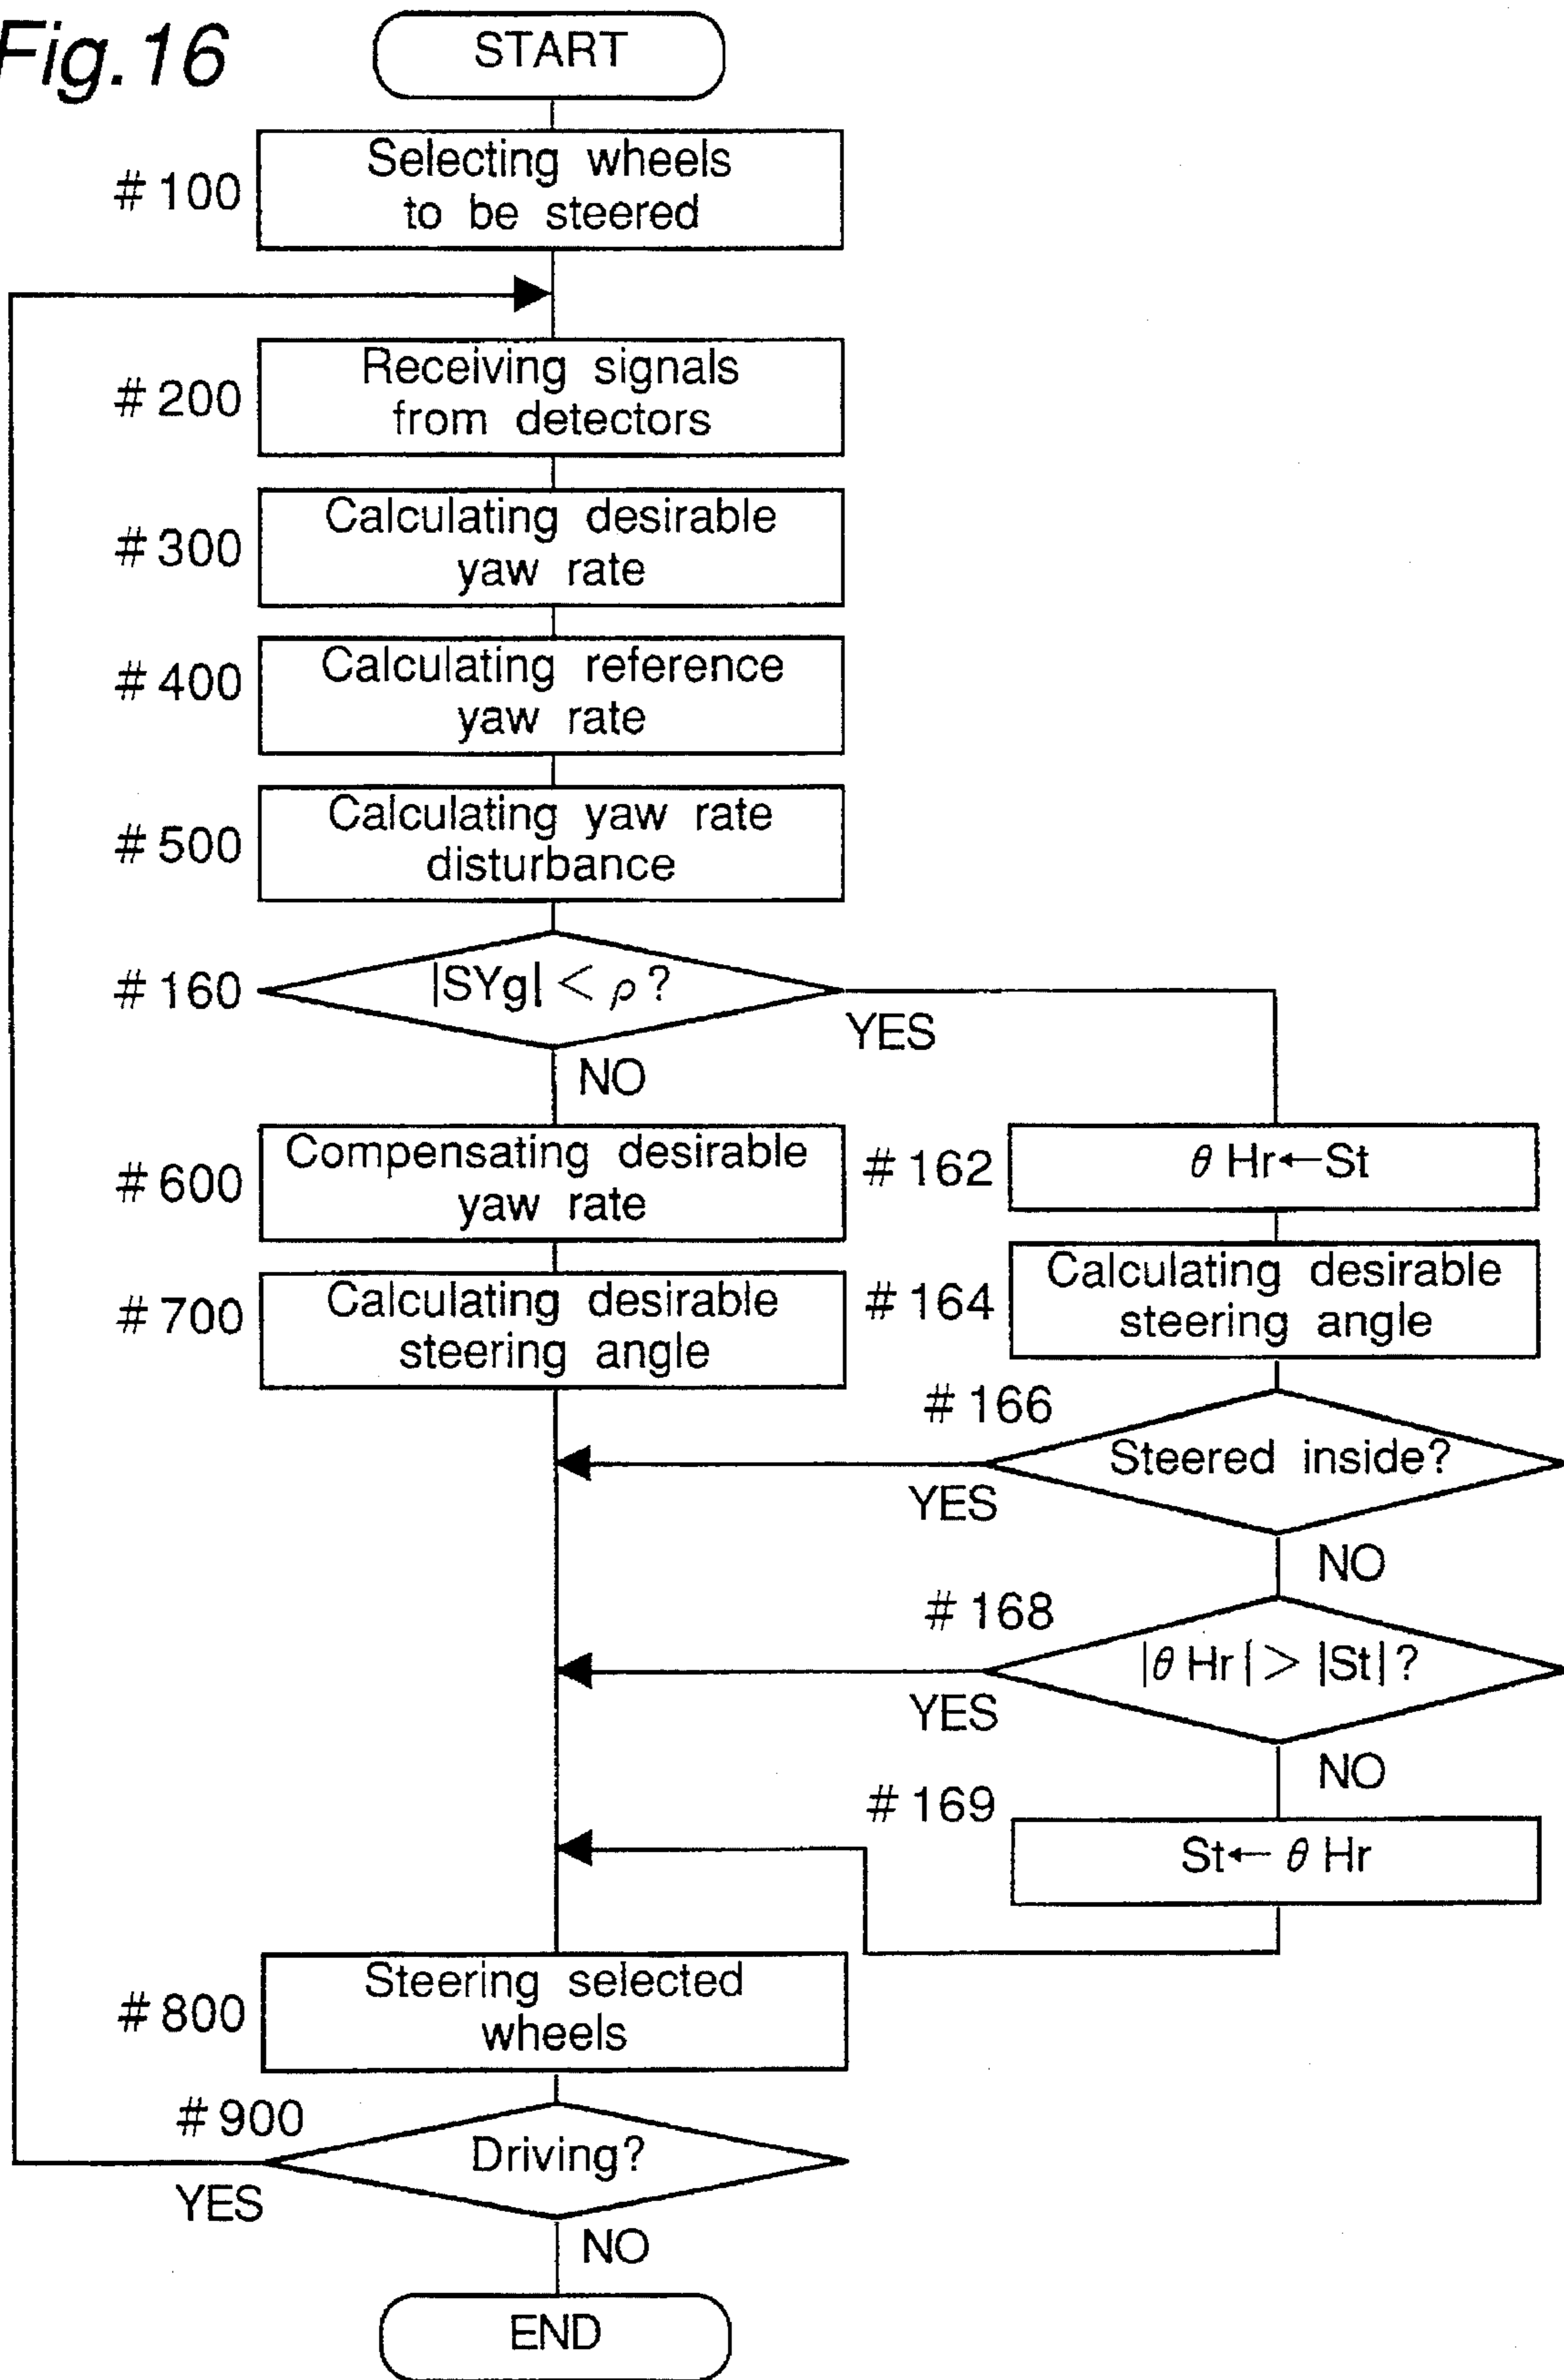 Fig.16
START
#100
Selecting wheels
to be steered
#200
Receiving signals
from detectors
#300
Calculating desirable
yaw rate
#400
Calculating reference
yaw rate
#500
Calculating yaw rate
disturbance
#160
|SYg| < ρ?
YES
NO
#600
Compensating desirable
yaw rate
#162
θ Hr←St
#700
Calculating desirable
steering angle
#164
Calculating desirable
steering angle
#166
Steered inside?
YES
NO
#168
|θ Hr| > |St|?
YES
NO
#169
St← θ Hr
#800
Steering selected
wheels
#900
Driving?
YES
NO
END